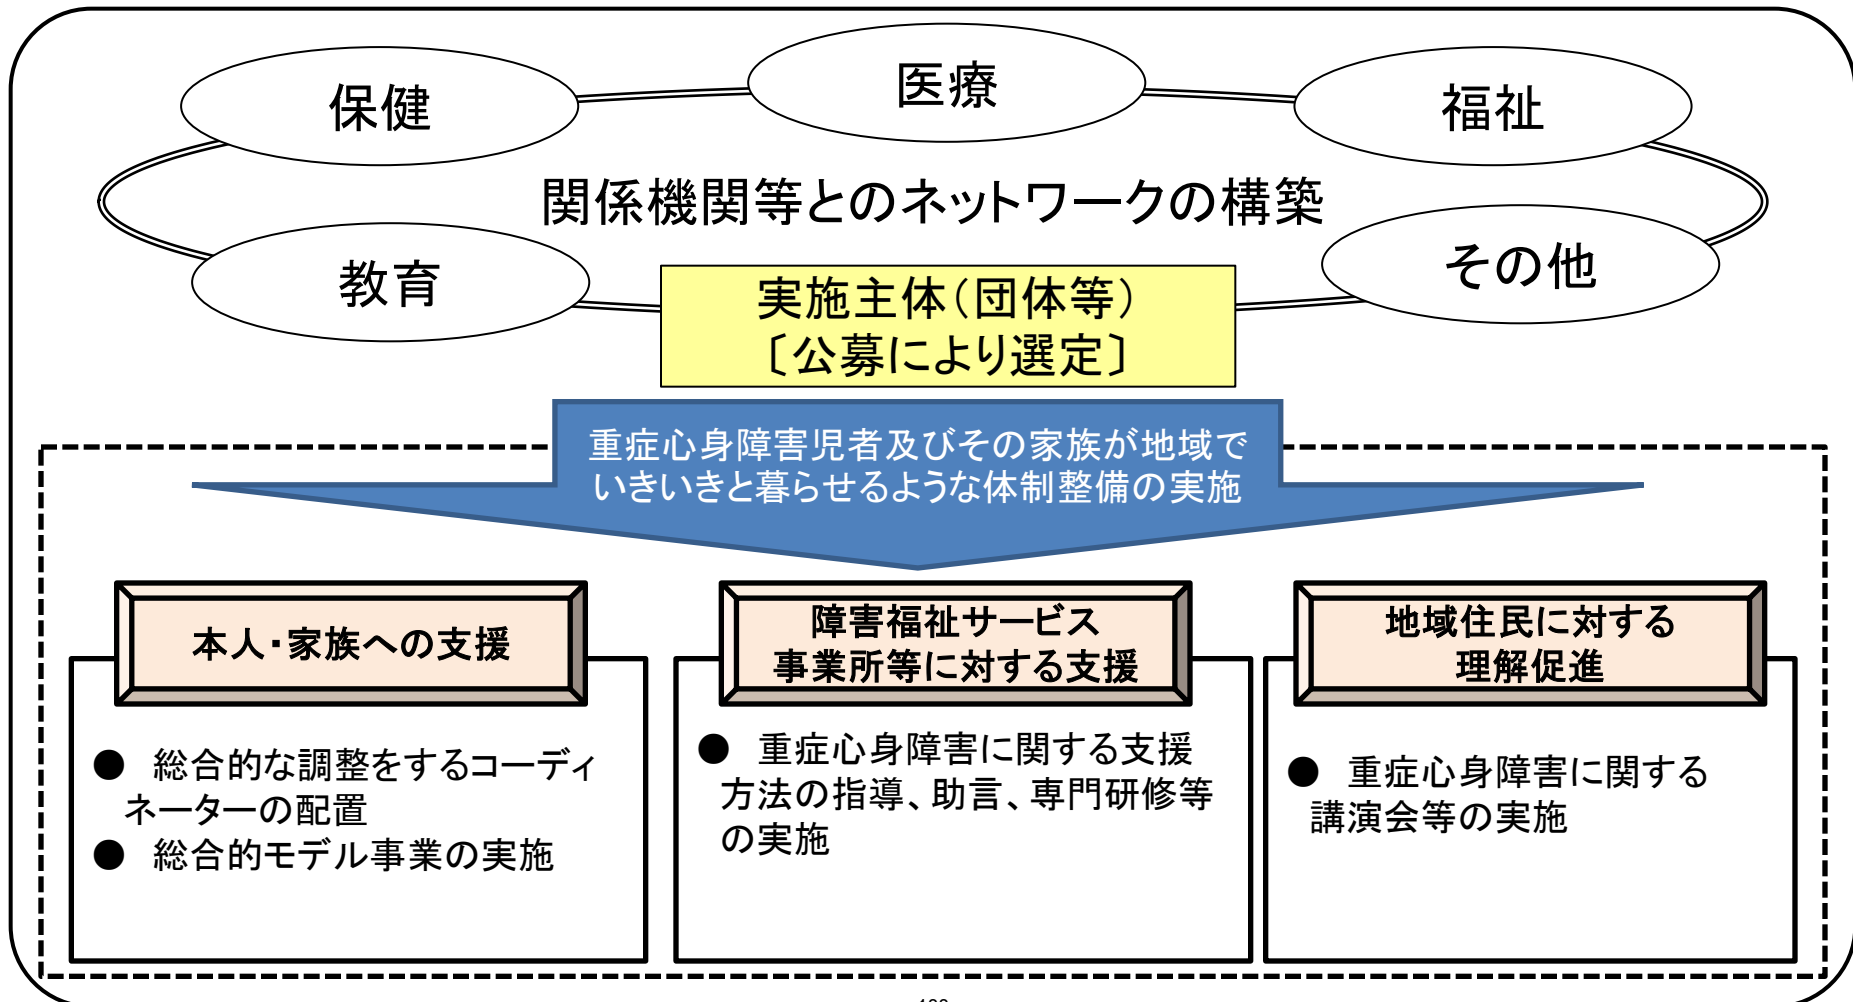 保健
医療
福祉
関係機関等とのネットワークの構築
教育
その他
実施主体（団体等）
〔公募により選定〕
重症心身障害児者及びその家族が地域で
いきいきと暮らせるような体制整備の実施
本人・家族への支援
● 総合的な調整をするコーディ
ネーターの配置
● 総合的モデル事業の実施
障害福祉サービス
事業所等に対する支援
● 重症心身障害に関する支援
方法の指導、助言、専門研修等
の実施
地域住民に対する
理解促進
● 重症心身障害に関する
講演会等の実施